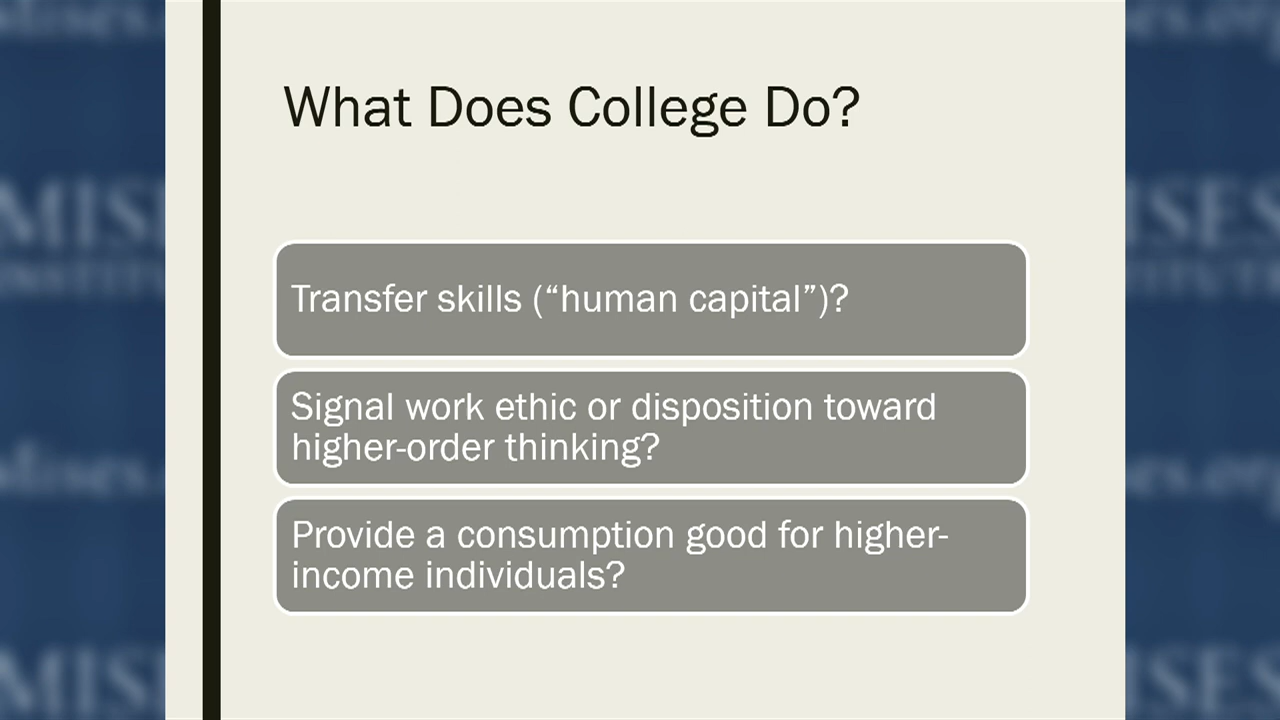 What Does College Do?
Transfer skills (“human capital”)?
Signal work ethic or disposition toward
higher-order thinking?
Provide a consumption good for higher-
income individuals?